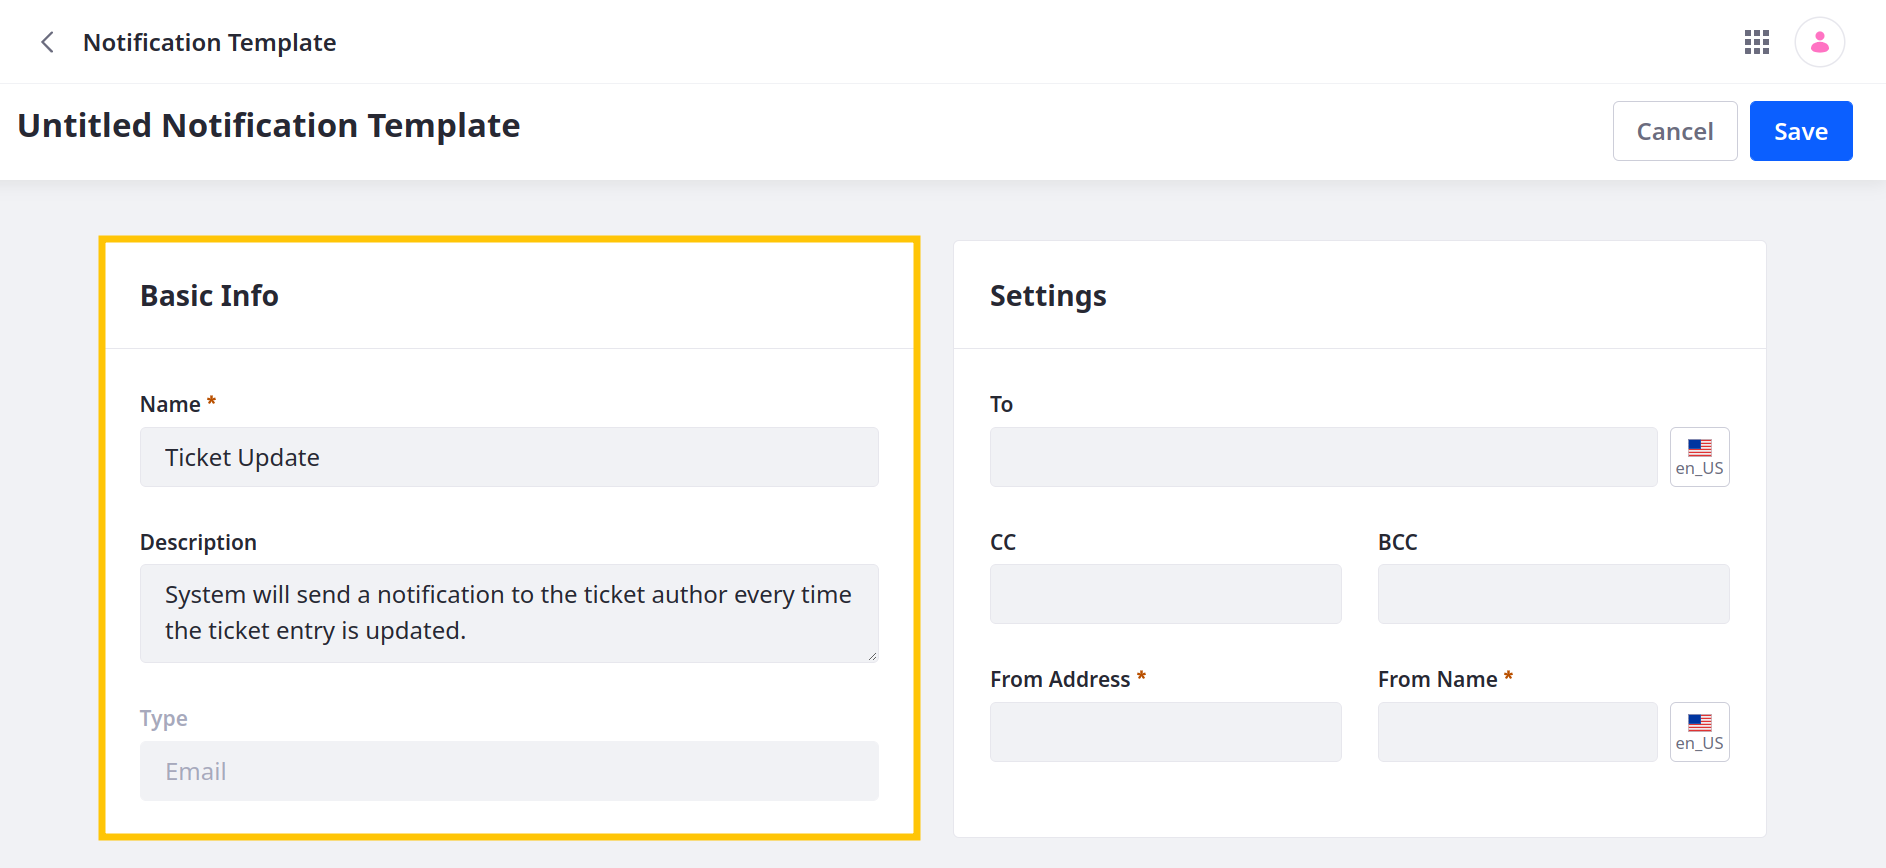 Notification Template
Untitled Notification Template
Cancel
Save
Basic Info
Name *
Ticket Update
Description
System will send a notification to the ticket author every time
the ticket entry is updated.
Type
Email
Settings
To
en_US
CC
BCC
From Address *
From Name *
en_US